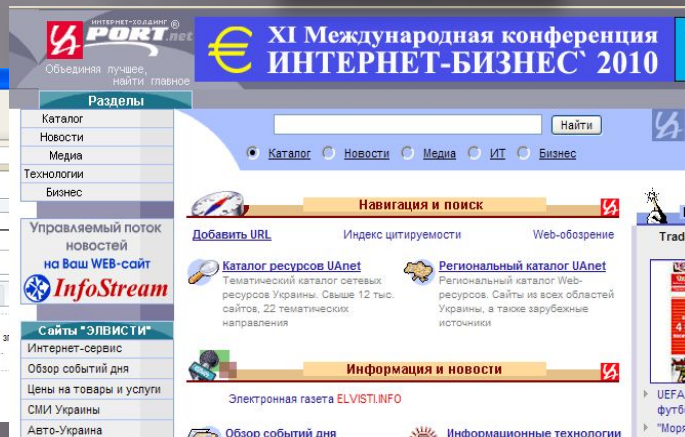 ИНТЕРНЕТ-ХОЛДИНГ ®
UAPORT.net
Объединяя лучшее,
найти главное
€ XI Международная конференция
ИНТЕРНЕТ-БИЗНЕС` 2010
Разделы
Каталог
Новости
Медиа
Технологии
Бизнес
Найти
Каталог Новости Медиа ИТ Бизнес
Управляемый поток
новостей
на Ваш WEB-сайт
InfoStream
Сайты "ЭЛВИСТИ"
Интернет-сервис
Обзор событий дня
Цены на товары и услуги
СМИ Украины
Авто-Украина
Навигация и поиск
Добавить URL Индекс цитируемости Web-обозрение
Каталог ресурсов UAnet
Тематический каталог сетевых
ресурсов Украины. Свыше 12 тыс.
сайтов, 22 тематических
направления
Региональный каталог UAnet
Региональный каталог Web-
ресурсов. Сайты из всех областей
Украины, а также зарубежные
источники
Информация и новости
Электронная газета ELVISTI.INFO
Обзор событий дня
Информационные технологии
Trad
UEFA
футб
"Моря